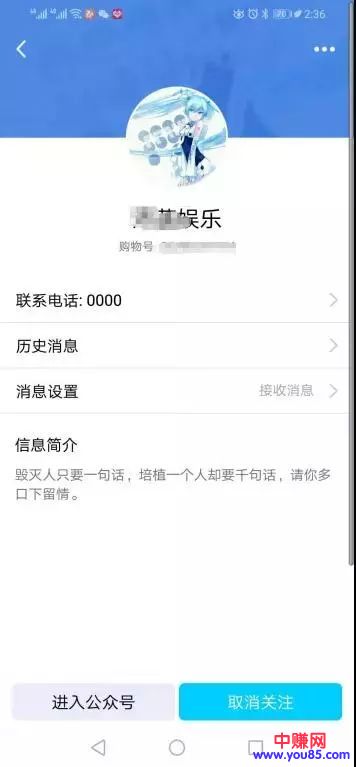 2:36
娱乐
购物号
联系电话: 0000
历史消息
消息设置
接收消息
信息简介
毁灭人只要一句话，培植一个人却要千句话，请你多
口下留情。
进入公众号
取消关注
中赚网
www.you85.com